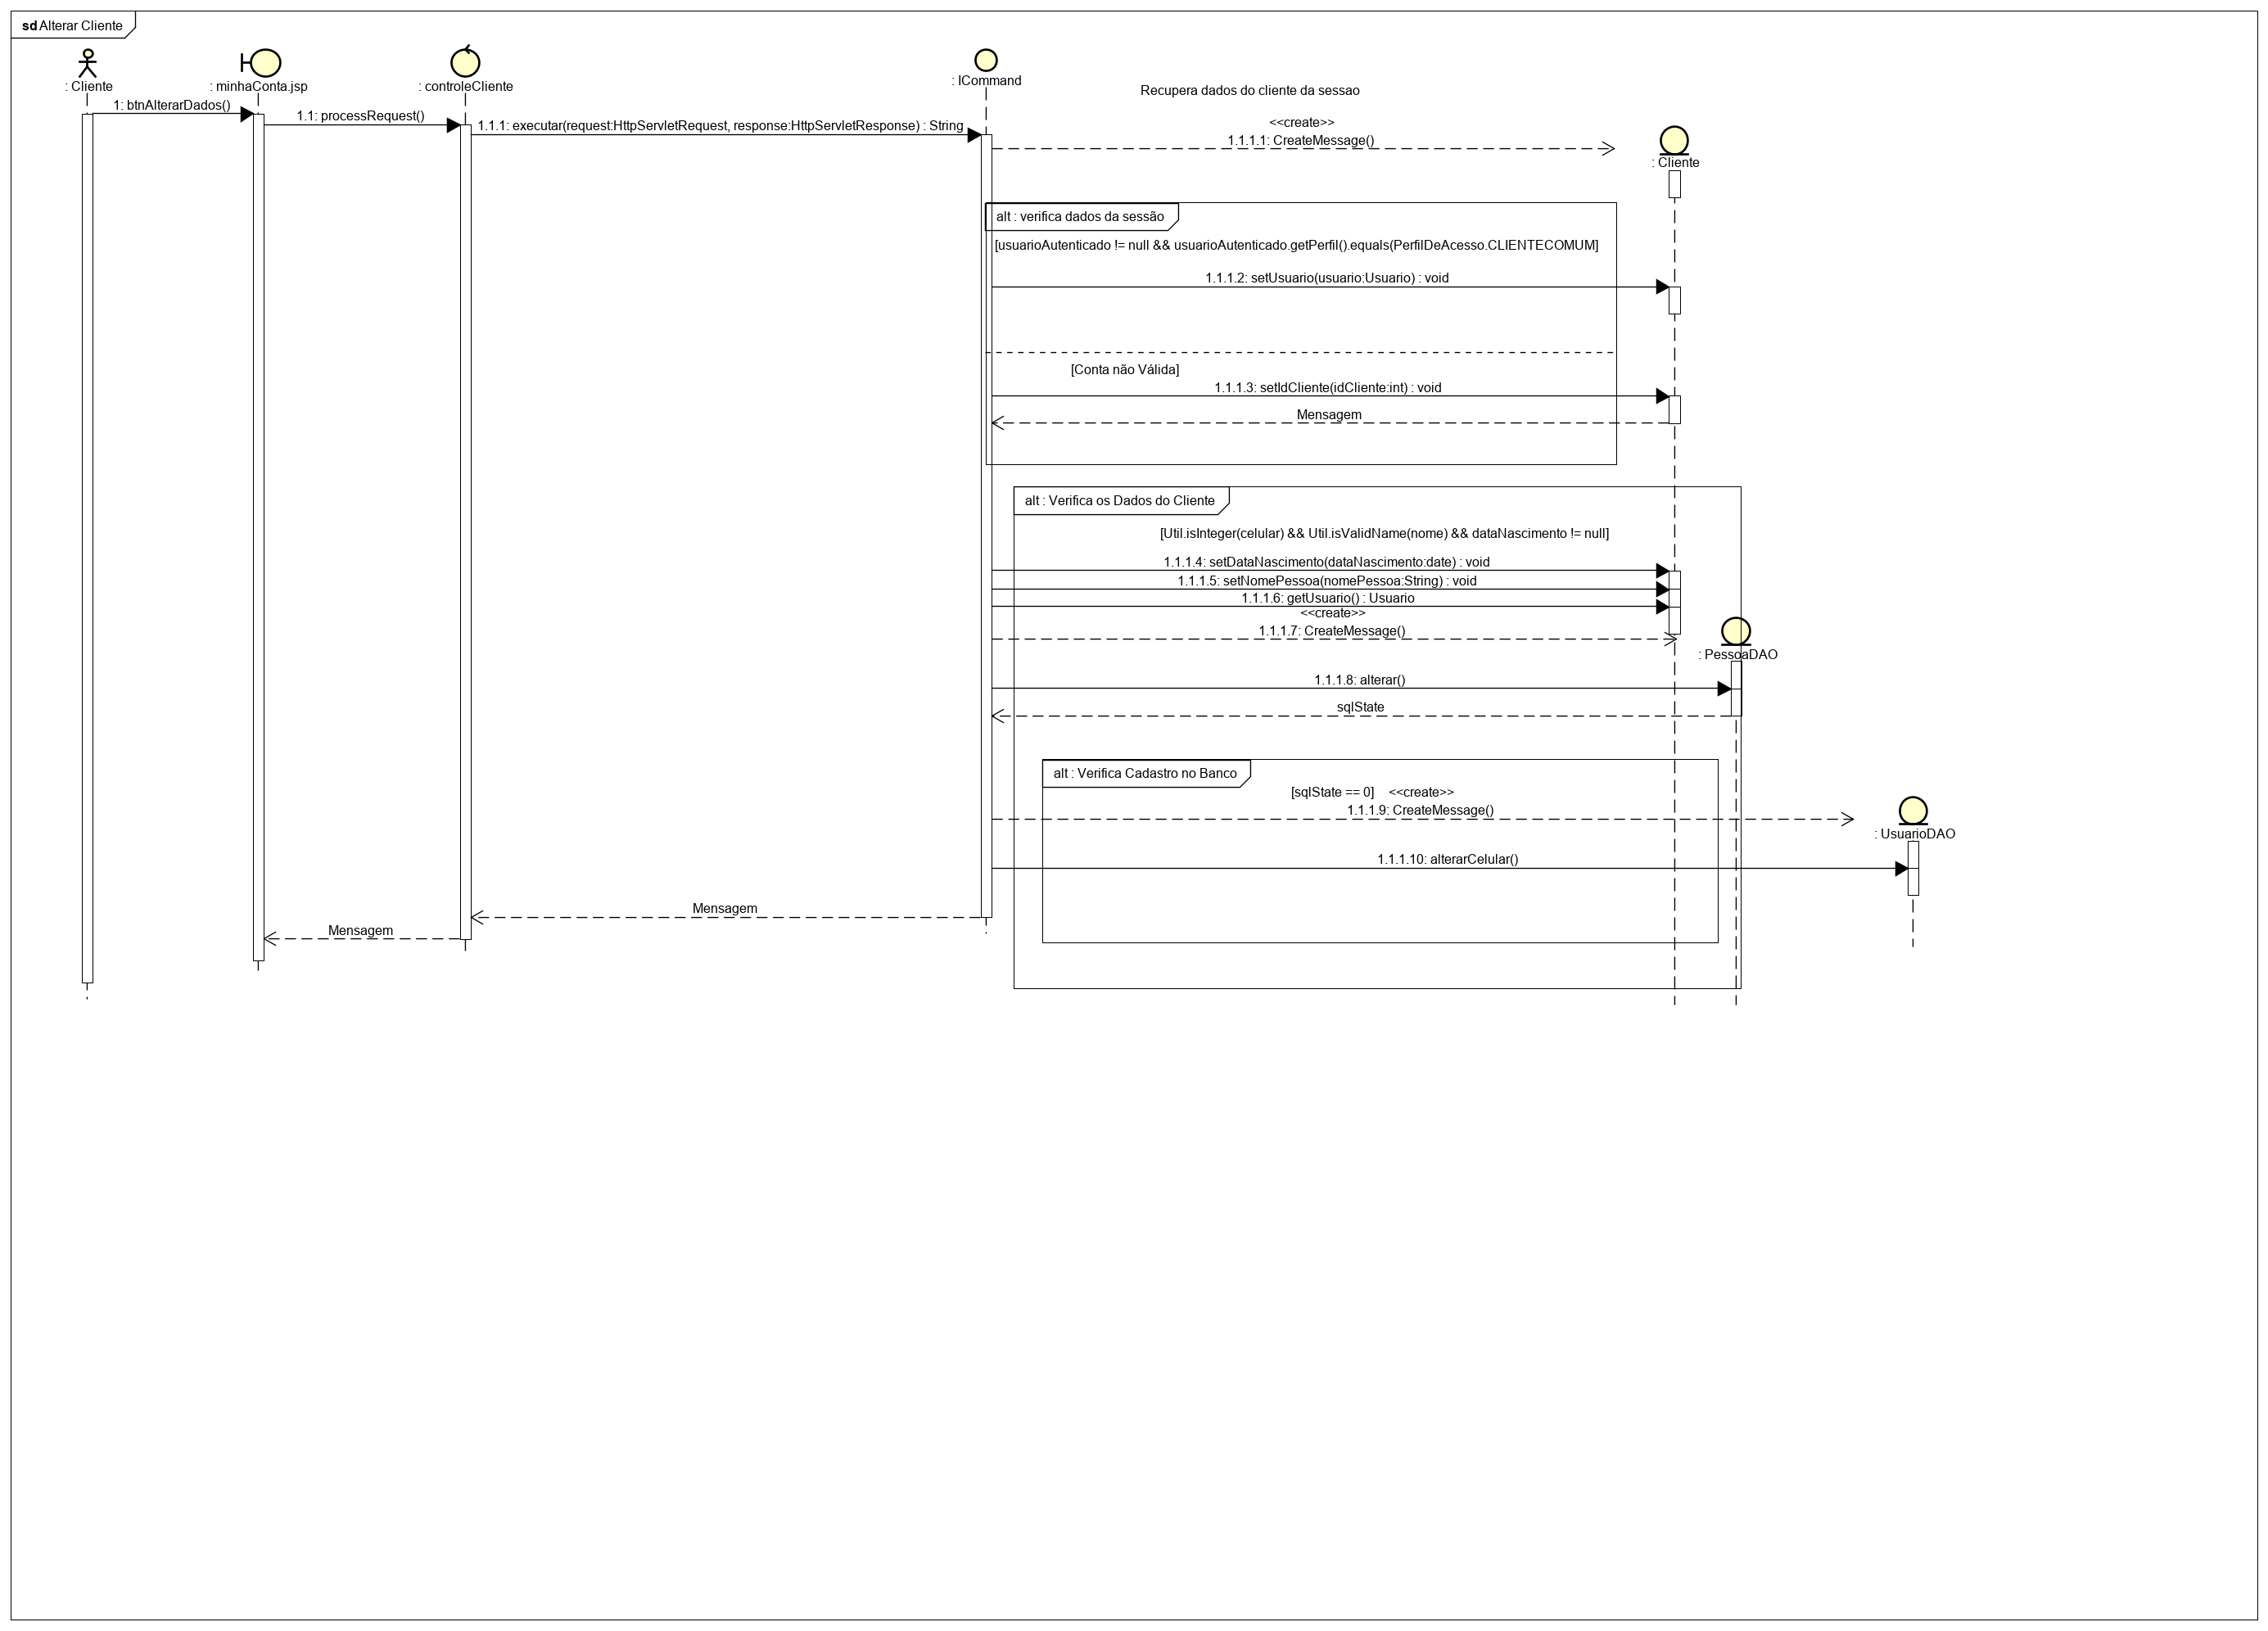 sd Alterar Cliente
: Cliente
: minhaConta.jsp
: controleCliente
: ICommand
Recupera dados do cliente da sessao
1: btnAlterarDados()
1.1: processRequest()
1.1.1: executar(request:HttpServletRequest, response:HttpServletResponse) : String
<<create>>
1.1.1.1: CreateMessage()
: Cliente
alt : verifica dados da sessão
[usuarioAutenticado != null && usuarioAutenticado.getPerfil().equals(PerfilDeAcesso.CLIENTECOMUM]
1.1.1.2: setUsuario(usuario:Usuario) : void
[Conta não Válida]
1.1.1.3: setIdCliente(idCliente:int) : void
Mensagem
alt : Verifica os Dados do Cliente
[Util.isInteger(celular) && Util.isValidName(nome) && dataNascimento != null]
1.1.1.4: setDataNascimento(dataNascimento:date) : void
1.1.1.5: setNomePessoa(nomePessoa:String) : void
1.1.1.6: getUsuario() : Usuario
<<create>>
1.1.1.7: CreateMessage()
: PessoaDAO
1.1.1.8: alterar()
sqlState
alt : Verifica Cadastro no Banco
[sqlState == 0] <<create>>
1.1.1.9: CreateMessage()
: UsuarioDAO
1.1.1.10: alterarCelular()
Mensagem
Mensagem